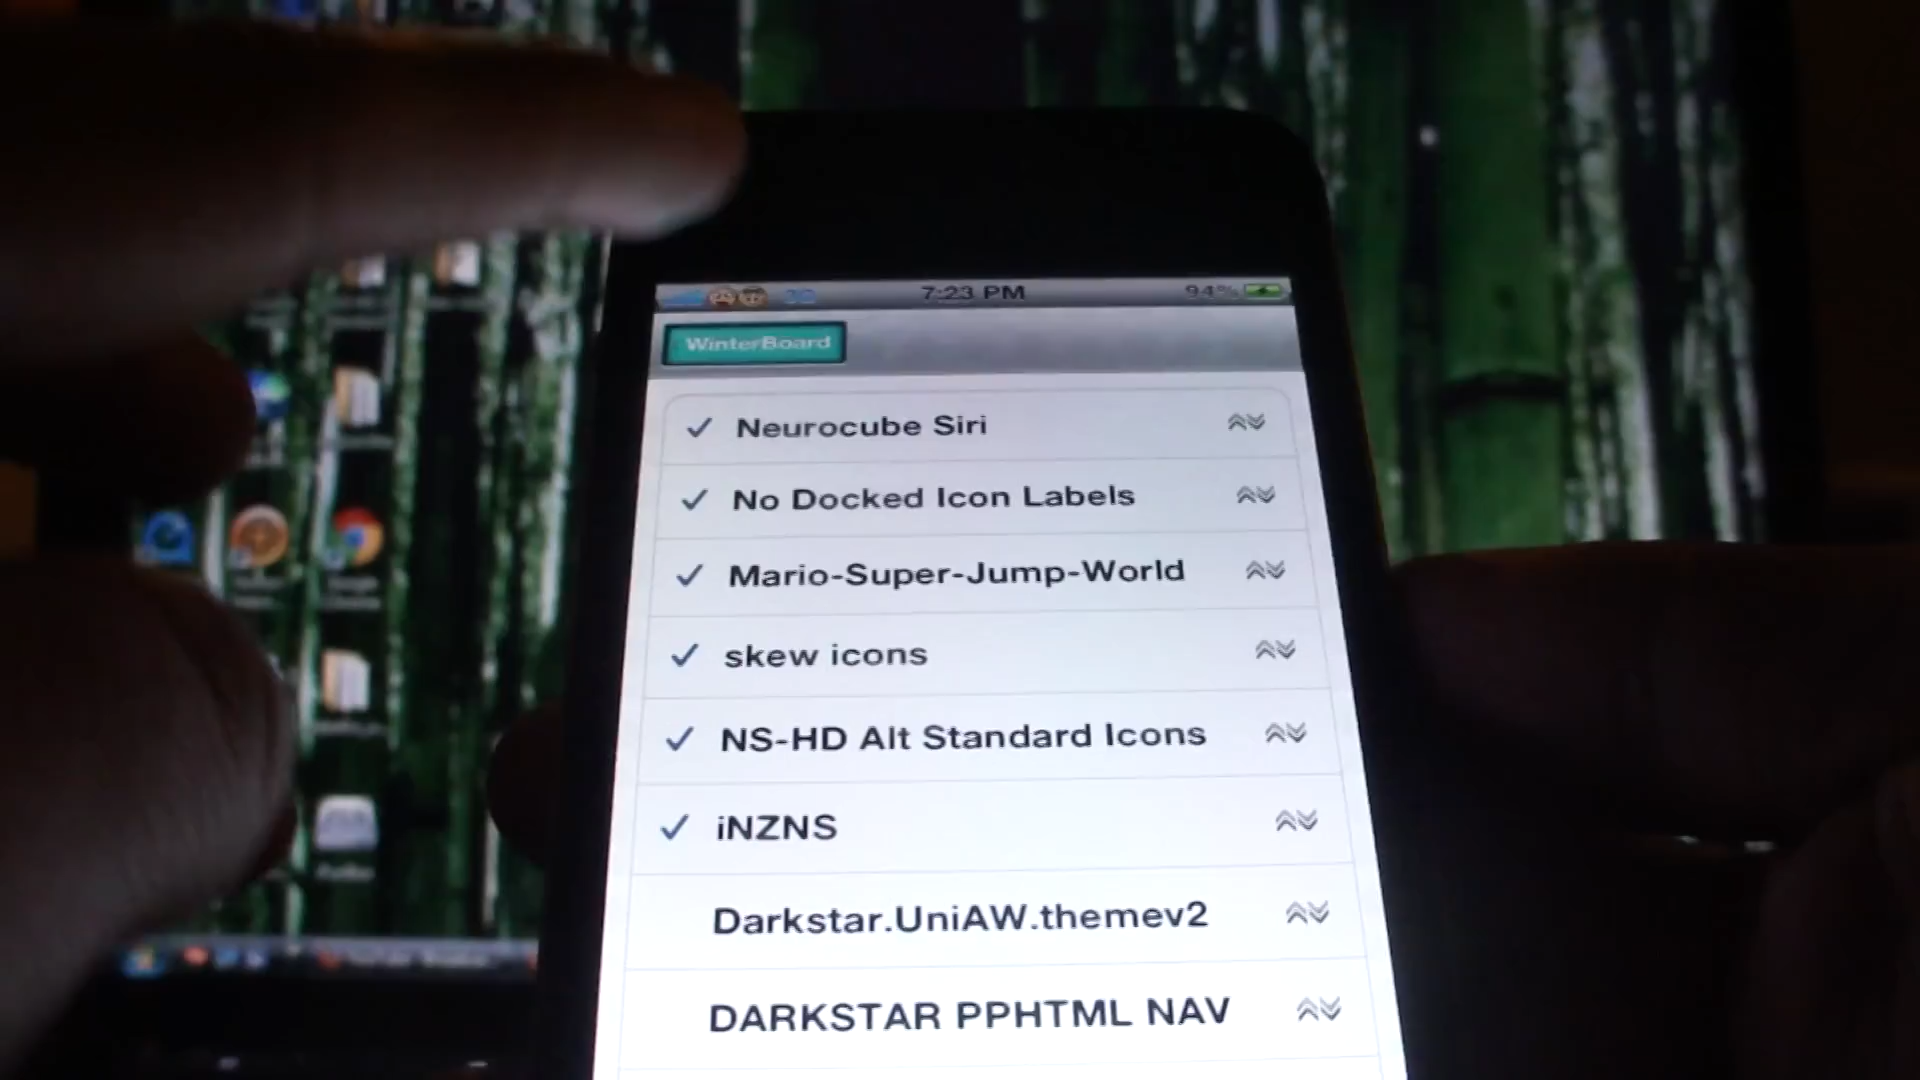 7:23 PM
94%
WinterBoard
Neurocube Siri
No Docked Icon Labels
Mario-Super-Jump-World
skew icons
NS-HD Alt Standard Icons
iNZNS
Darkstar.UniAW.themev2
DARKSTAR PPHTML NAV